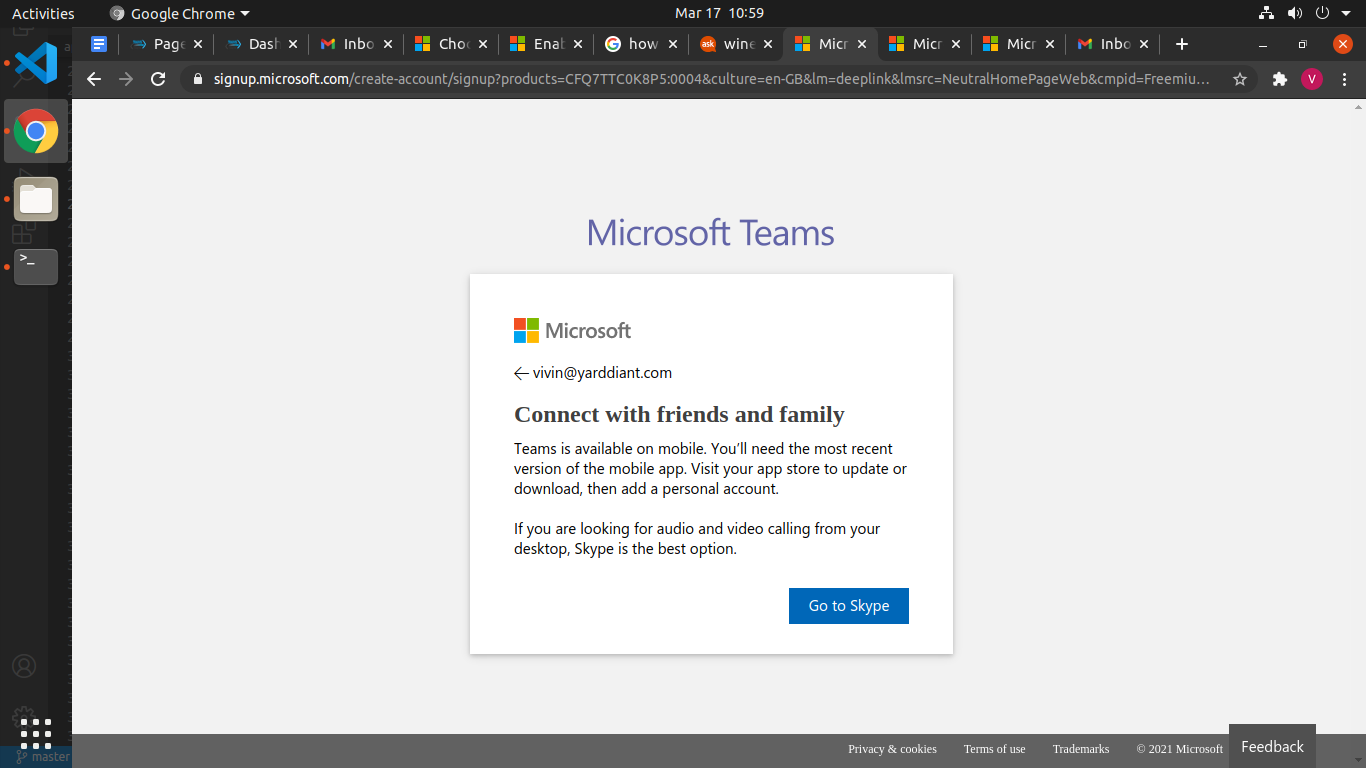 Activities
Google Chrome
Mar 17 10:59
Page
Dash
Inbo
Choo
Enab
how
wine
Micr
Micr
Micr
Inbo
signup.microsoft.com/create-account/signup?products=CFQ7TTC0K8P5:0004&culture=en-GB&lm=deeplink&lmsrc=NeutralHomePageWeb&cmpid=Freemiu...
V
Microsoft Teams
Microsoft
vivin@yarddiant.com
Connect with friends and family
Teams is available on mobile. You’ll need the most recent
version of the mobile app. Visit your app store to update or
download, then add a personal account.
If you are looking for audio and video calling from your
desktop, Skype is the best option.
Go to Skype
Privacy & cookies
Terms of use
Trademarks
© 2021 Microsoft
Feedback
master